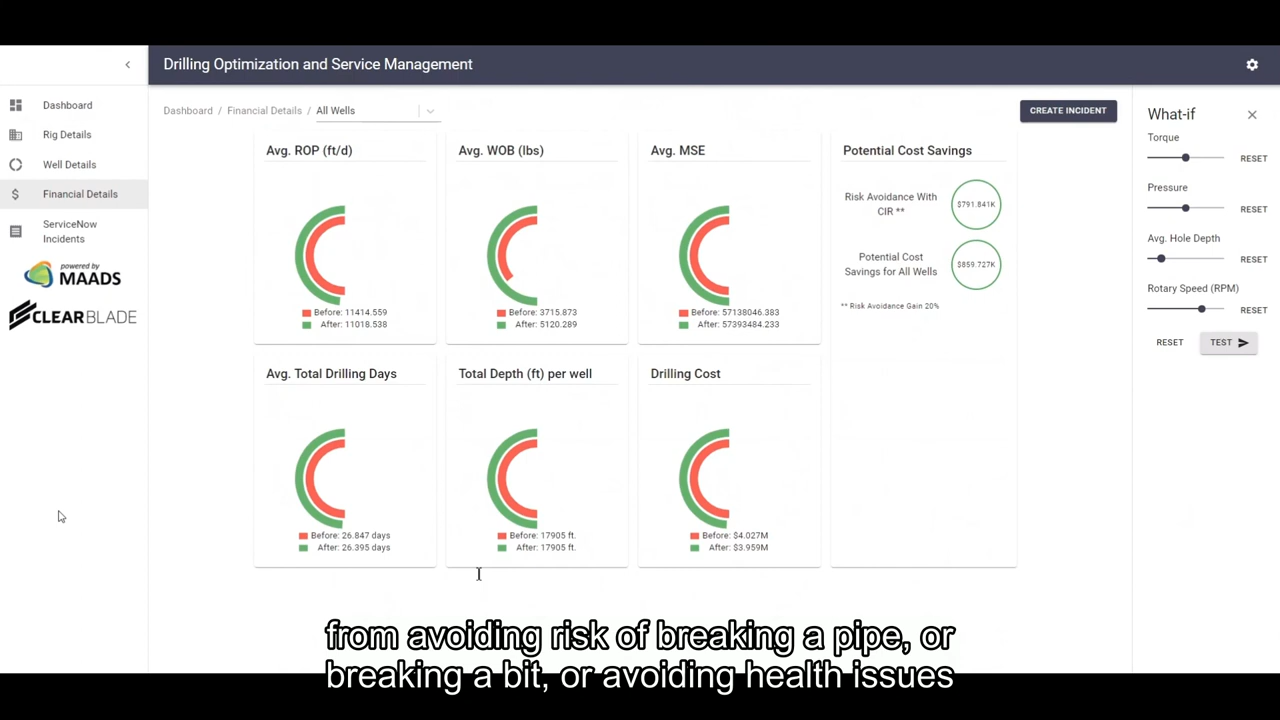 Drilling Optimization and Service Management
Dashboard
Rig Details
Well Details
$ Financial Details
ServiceNow
Incidents
powered by
MAADS
CLEARBLADE
Dashboard / Financial Details / All Wells
CREATE INCIDENT
Avg. ROP (ft/d)
Before: 11414.559
After: 11018.538
Avg. WOB (lbs)
Before: 3715.873
After: 5120.289
Avg. MSE
Before: 57138046.383
After: 57393484.233
Potential Cost Savings
Risk Avoidance With
CIR **
$791.841K
Potential Cost
Savings for All Wells
$859.727K
** Risk Avoidance Gain 20%
Avg. Total Drilling Days
Before: 26.847 days
After: 26.395 days
Total Depth (ft) per well
Before: 17905 ft.
After: 17905 ft.
Drilling Cost
Before: $4.027M
After: $3.959M
What-if
Torque
RESET
Pressure
RESET
Avg. Hole Depth
RESET
Rotary Speed (RPM)
RESET
RESET TEST
from avoiding risk of breaking a pipe, or
breaking a bit, or avoiding health issues